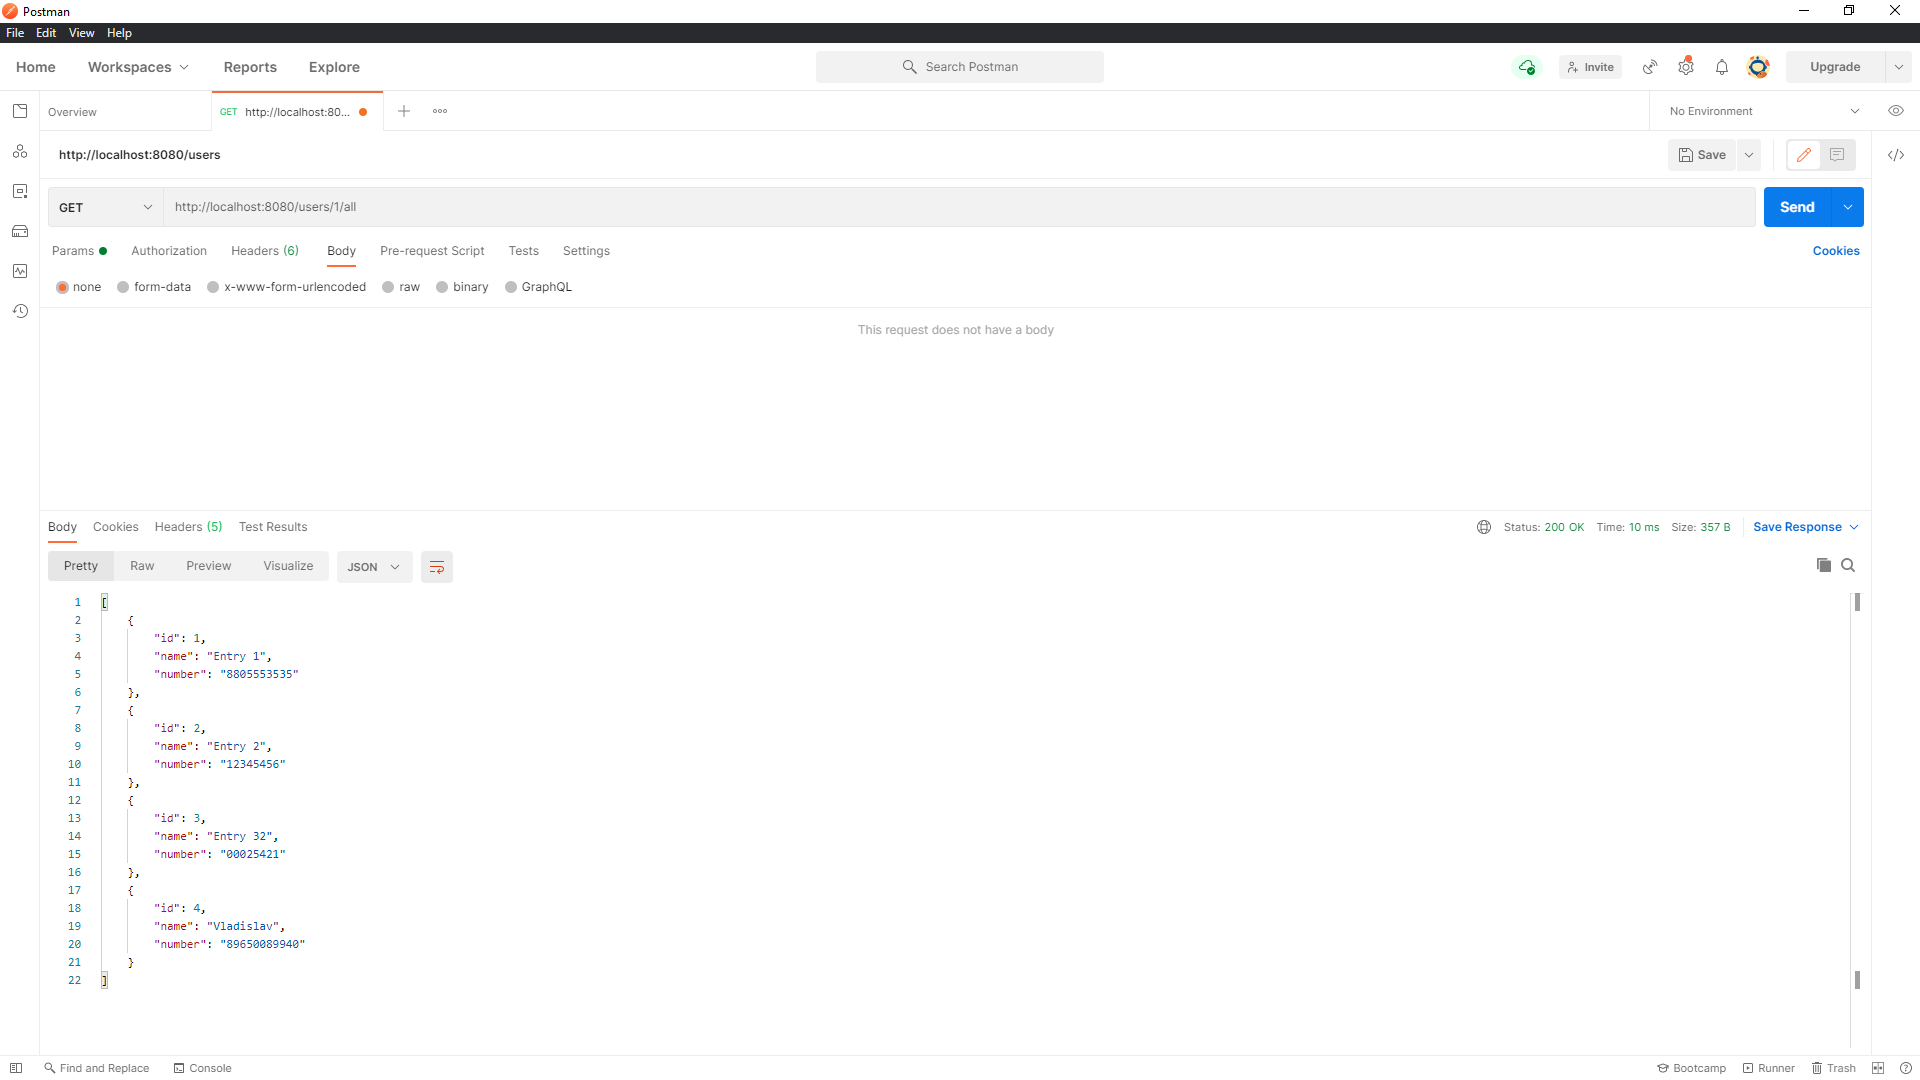 Postman
File Edit View Help
Home Workspaces Reports Explore Search Postman Invite Upgrade
Overview GET http://localhost:80... No Environment
http://localhost:8080/users Save
GET http://localhost:8080/users/1/all Send
Params Authorization Headers (6) Body Pre-request Script Tests Settings Cookies
none form-data x-www-form-urlencoded raw binary GraphQL
This request does not have a body
Body Cookies Headers (5) Test Results Status: 200 OK Time: 10 ms Size: 357 B Save Response
Pretty Raw Preview Visualize JSON
1 [
2 {
3 "id": 1,
4 "name": "Entry 1",
5 "number": "8805553535"
6 },
7 {
8 "id": 2,
9 "name": "Entry 2",
10 "number": "12345456"
11 },
12 {
13 "id": 3,
14 "name": "Entry 32",
15 "number": "00025421"
16 },
17 {
18 "id": 4,
19 "name": "Vladislav",
20 "number": "89650089940"
21 }
22 ]
Find and Replace Console Bootcamp Runner Trash